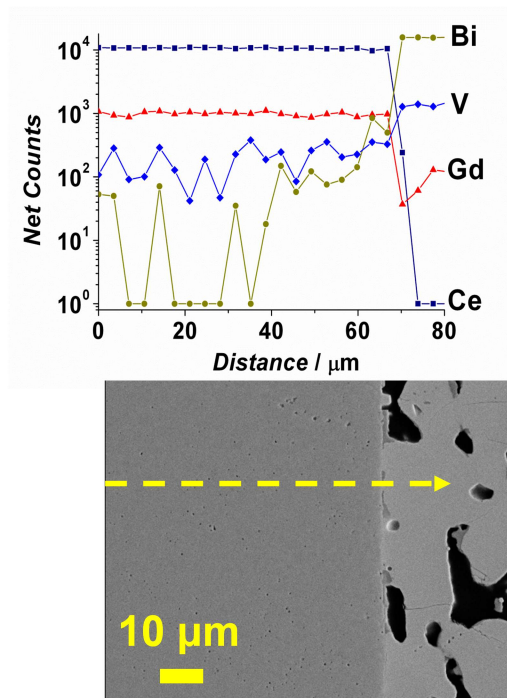 10⁴
10³
10²
10¹
10⁰
Net Counts
Bi
V
Gd
Ce
0 20 40 60 80
Distance / μm
10 μm